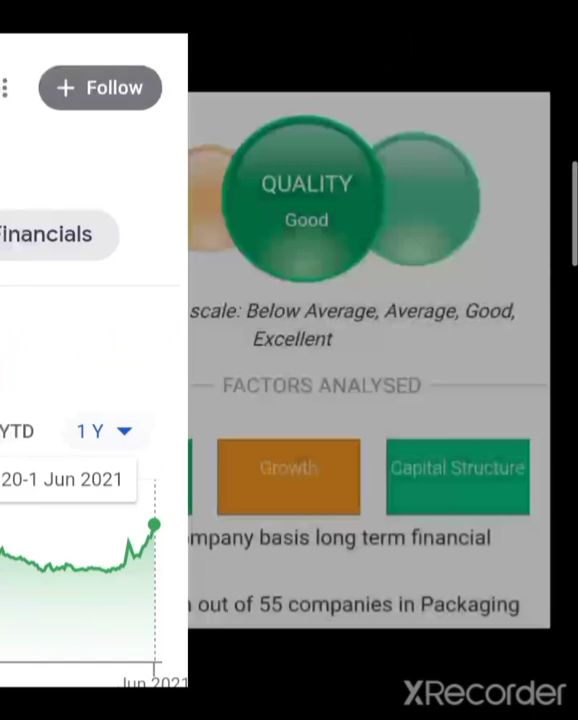 + Follow
Financials
YTD
1 Y
20-1 Jun 2021
Jun 2021
QUALITY
Good
scale: Below Average, Average, Good,
Excellent
FACTORS ANALYSED
Growth
Capital Structure
company basis long term financial
out of 55 companies in Packaging
XRecorder